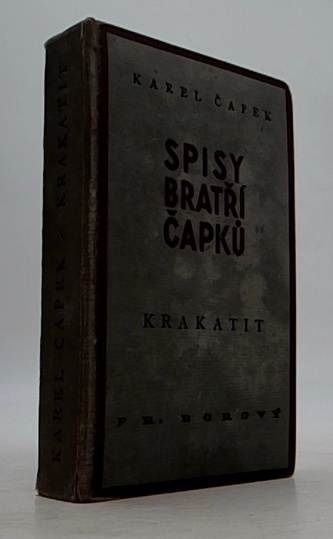 KAREL ČAPEK
SPISY
BRATŘÍ
ČAPKŮ
KRAKATIT
FR. BOROVÝ
KAREL ČAPEK - KRAKATIT